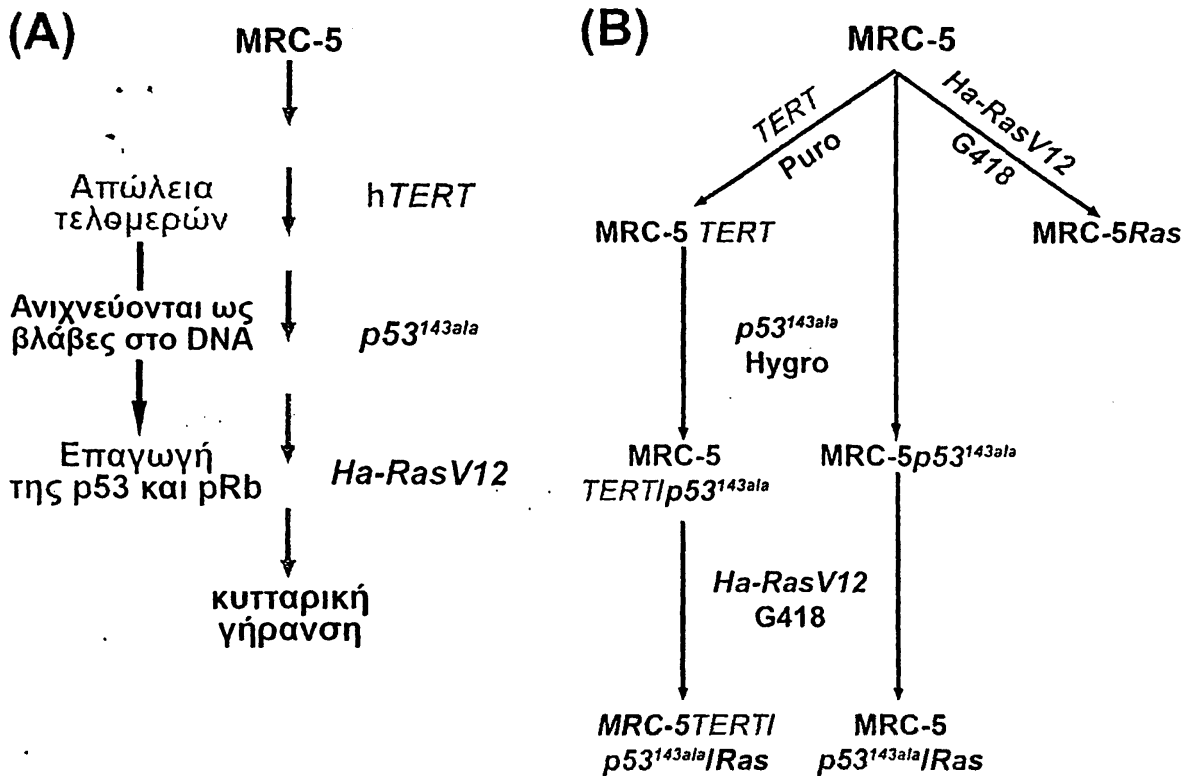 (A)
MRC-5
Απώλεια
τελομερών
hTERT
Ανιχνεύονται ως
βλάβες στο DNA
p53¹⁴³ᵃˡᵃ
Επαγωγή
της p53 και pRb
Ha-RasV12
κυτταρική
γήρανση
(B)
MRC-5
TERT
Puro
Ha-RasV12
G418
MRC-5 TERT
MRC-5Ras
p53¹⁴³ᵃˡᵃ
Hygro
MRC-5
TERT/p53¹⁴³ᵃˡᵃ
MRC-5p53¹⁴³ᵃˡᵃ
Ha-RasV12
G418
MRC-5TERT/
p53¹⁴³ᵃˡᵃ/Ras
MRC-5
p53¹⁴³ᵃˡᵃ/Ras